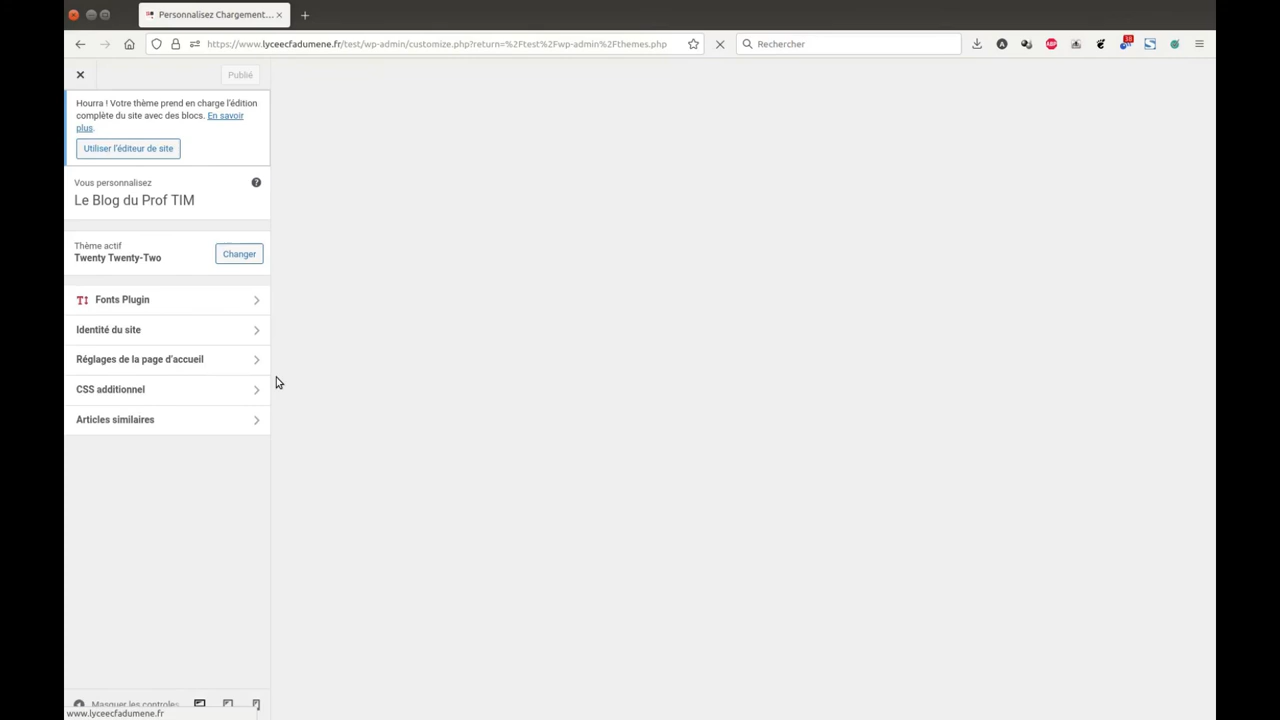 Personnalisez Chargement…
https://www.lyceecfadumene.fr/test/wp-admin/customize.php?return=%2Ftest%2Fwp-admin%2Fthemes.php
Rechercher
38
ABP
Publié
Hourra ! Votre thème prend en charge l'édition
complète du site avec des blocs. En savoir
plus.
Utiliser l'éditeur de site
Vous personnalisez
Le Blog du Prof TIM
Thème actif
Twenty Twenty-Two
Changer
Fonts Plugin
Identité du site
Réglages de la page d'accueil
CSS additionnel
Articles similaires
Masquer les controles
www.lyceecfadumene.fr